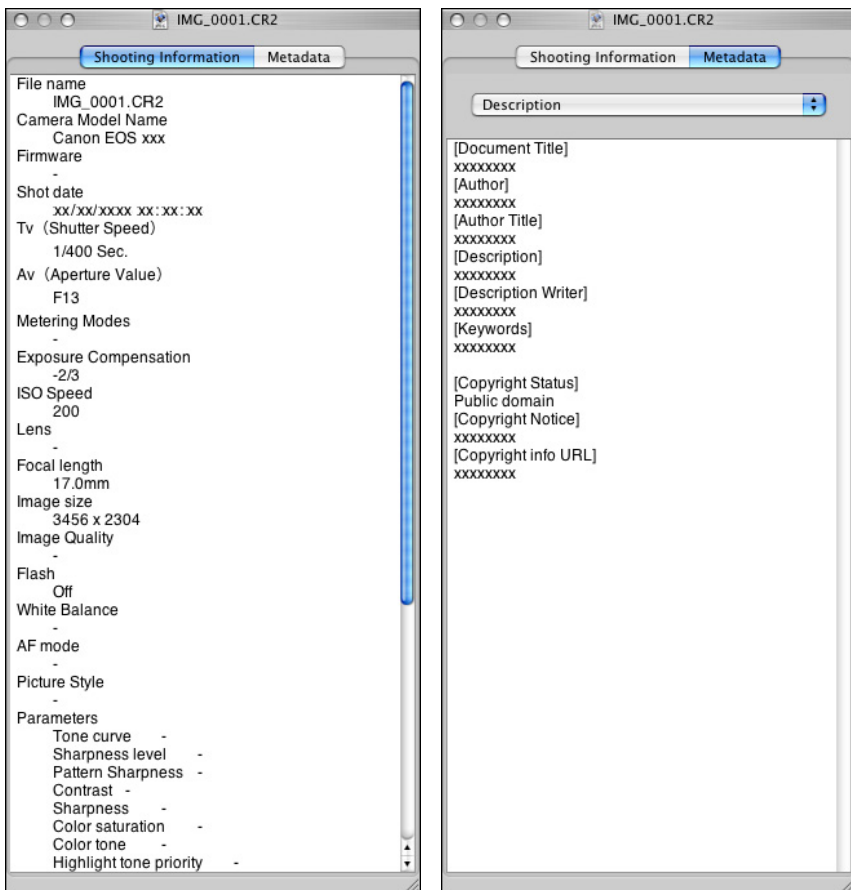 IMG_0001.CR2
Shooting Information Metadata
File name
IMG_0001.CR2
Camera Model Name
Canon EOS xxx
Firmware
-
Shot date
xx/xx/xxxx xx:xx:xx
Tv（Shutter Speed）
1/400 Sec.
Av（Aperture Value）
F13
Metering Modes
-
Exposure Compensation
-2/3
ISO Speed
200
Lens
-
Focal length
17.0mm
Image size
3456 x 2304
Image Quality
-
Flash
Off
White Balance
-
AF mode
-
Picture Style
-
Parameters
Tone curve -
Sharpness level -
Pattern Sharpness -
Contrast -
Sharpness -
Color saturation -
Color tone -
Highlight tone priority -
IMG_0001.CR2
Shooting Information Metadata
Description
[Document Title]
xxxxxxxx
[Author]
xxxxxxxx
[Author Title]
xxxxxxxx
[Description]
xxxxxxxx
[Description Writer]
xxxxxxxx
[Keywords]
xxxxxxxx
[Copyright Status]
Public domain
[Copyright Notice]
xxxxxxxx
[Copyright info URL]
xxxxxxxx